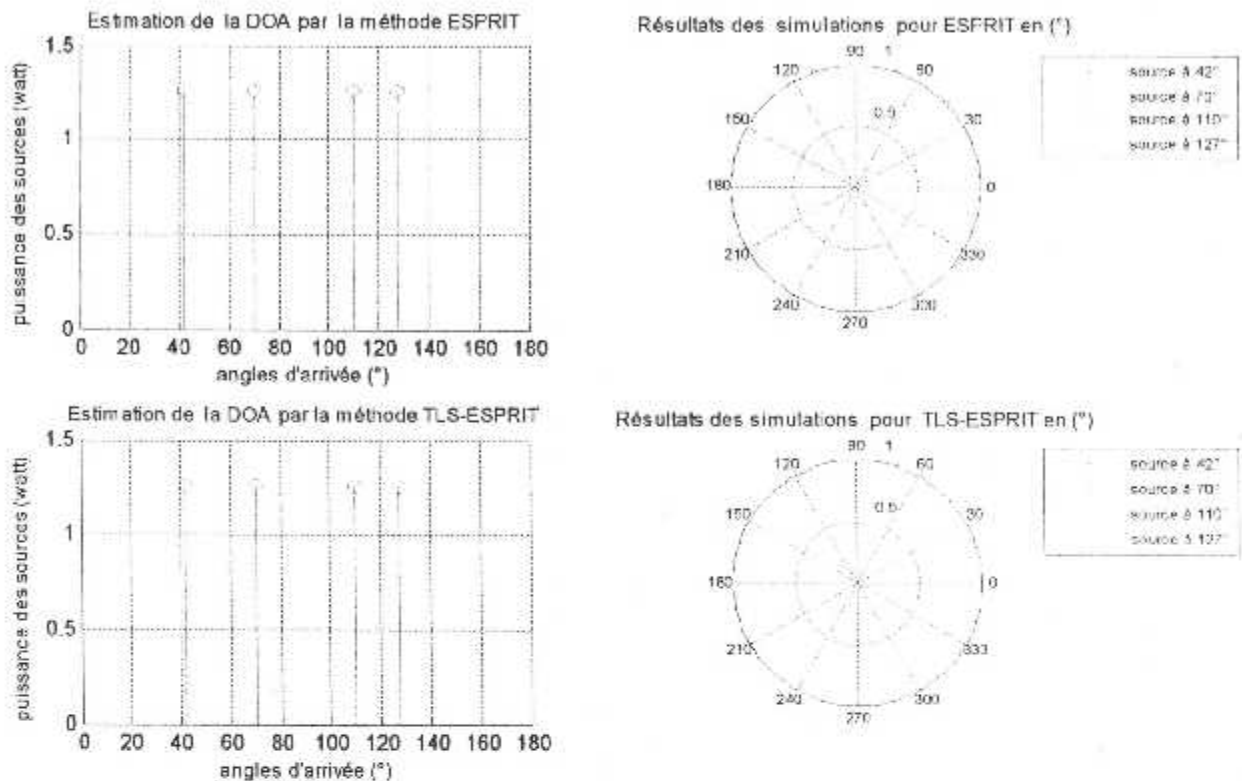 Estimation de la DOA par la méthode ESPRIT
puissance des sources (watt)
1.5
1
0.5
0
0 20 40 60 80 100 120 140 160 180
angles d'arrivée (°)
Résultats des simulations pour ESPRIT en (°)
90 1
120 60
0.5
150 30
180 0
210 330
240 300
270
source à 42°
source à 70°
source à 110°
source à 127°
Estimation de la DOA par la méthode TLS-ESPRIT
puissance des sources (watt)
1.5
1
0.5
0
0 20 40 60 80 100 120 140 160 180
angles d'arrivée (°)
Résultats des simulations pour TLS-ESPRIT en (°)
90 1
120 60
0.5
150 30
180 0
210 330
240 300
270
source à 42°
source à 70°
source à 110°
source à 127°